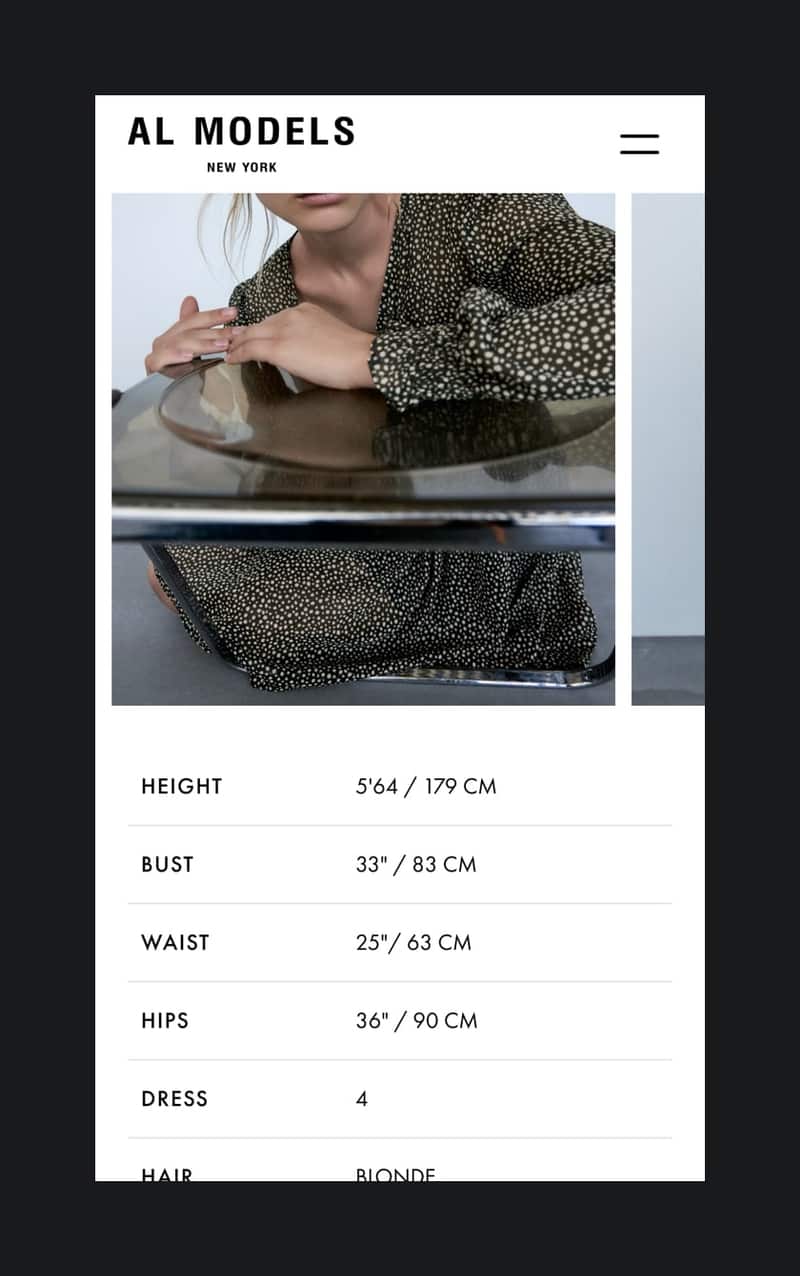 AL MODELS
NEW YORK
HEIGHT 5'64 / 179 CM
BUST 33" / 83 CM
WAIST 25"/ 63 CM
HIPS 36" / 90 CM
DRESS 4
HAIR BLONDE